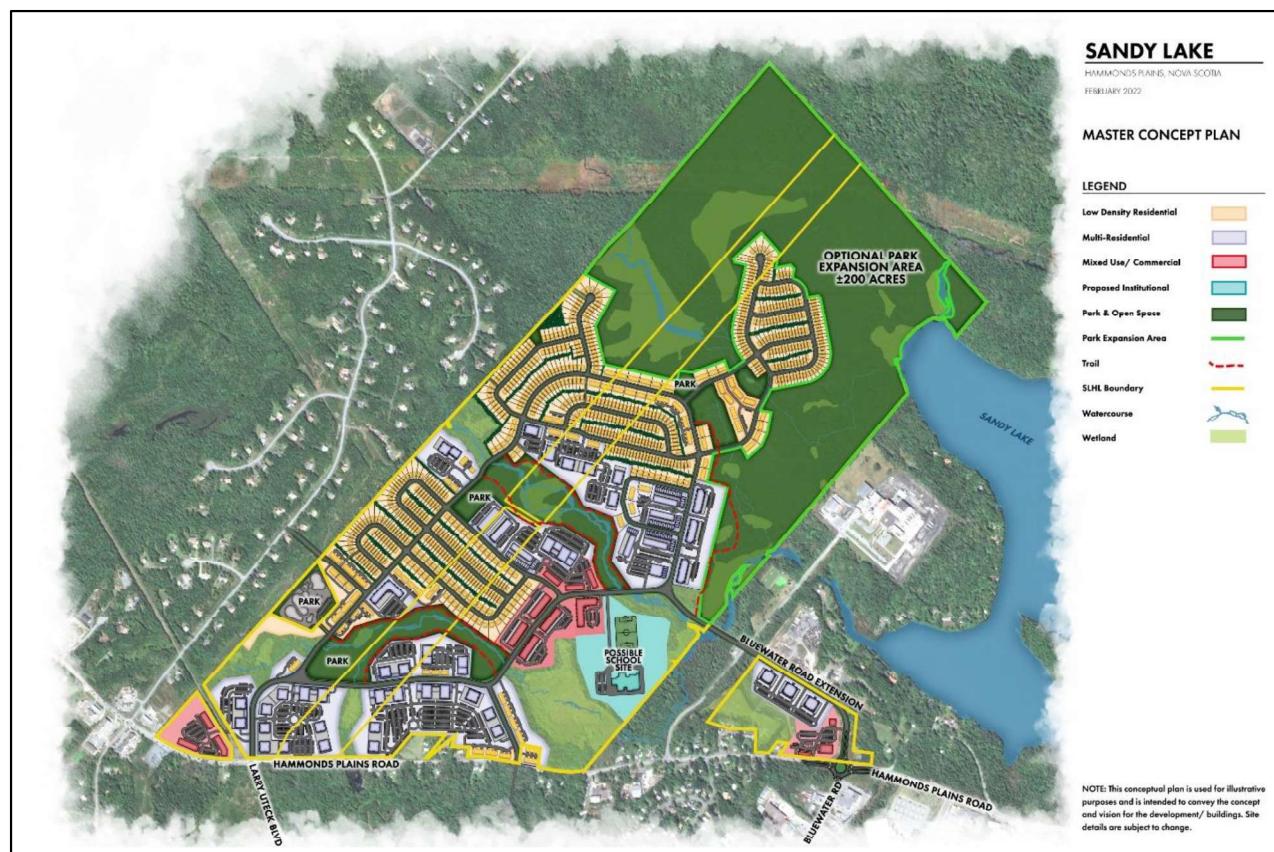 SANDY LAKE
HAMMONDS PLAINS, NOVA SCOTIA
FEBRUARY 2022
MASTER CONCEPT PLAN
LEGEND
Low Density Residential
Multi-Residential
Mixed Use/ Commercial
Proposed Institutional
Park & Open Space
Park Expansion Area
Trail
SLHL Boundary
Watercourse
Wetland
OPTIONAL PARK
EXPANSION AREA
±200 ACRES
PARK
SANDY LAKE
PARK
PARK
PARK
POSSIBLE
SCHOOL
SITE
BLUEWATER ROAD EXTENSION
HAMMONDS PLAINS ROAD
HAMMONDS PLAINS ROAD
LARRY UTECK BLVD
BLUEWATER RD
NOTE: This conceptual plan is used for illustrative
purposes and is intended to convey the concept
and vision for the development/ buildings. Site
details are subject to change.